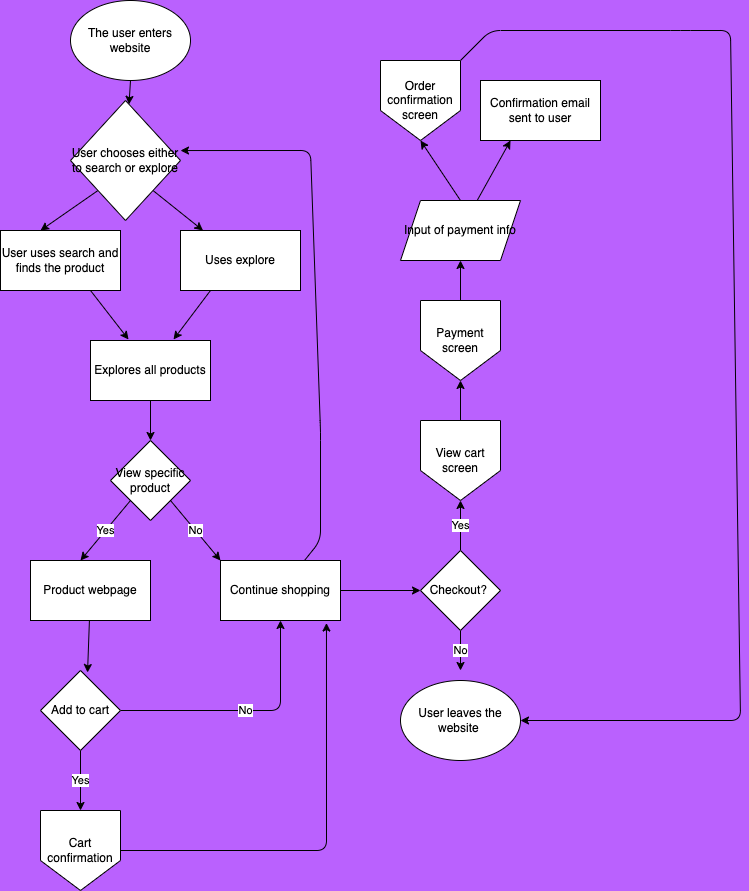 The user enters
website
User chooses either
to search or explore
User uses search and
finds the product
Uses explore
Explores all products
View specific
product
Yes
No
Product webpage
Continue shopping
Add to cart
No
Yes
Cart
confirmation
Order
confirmation
screen
Confirmation email
sent to user
Input of payment info
Payment
screen
View cart
screen
Yes
Checkout?
No
User leaves the
website